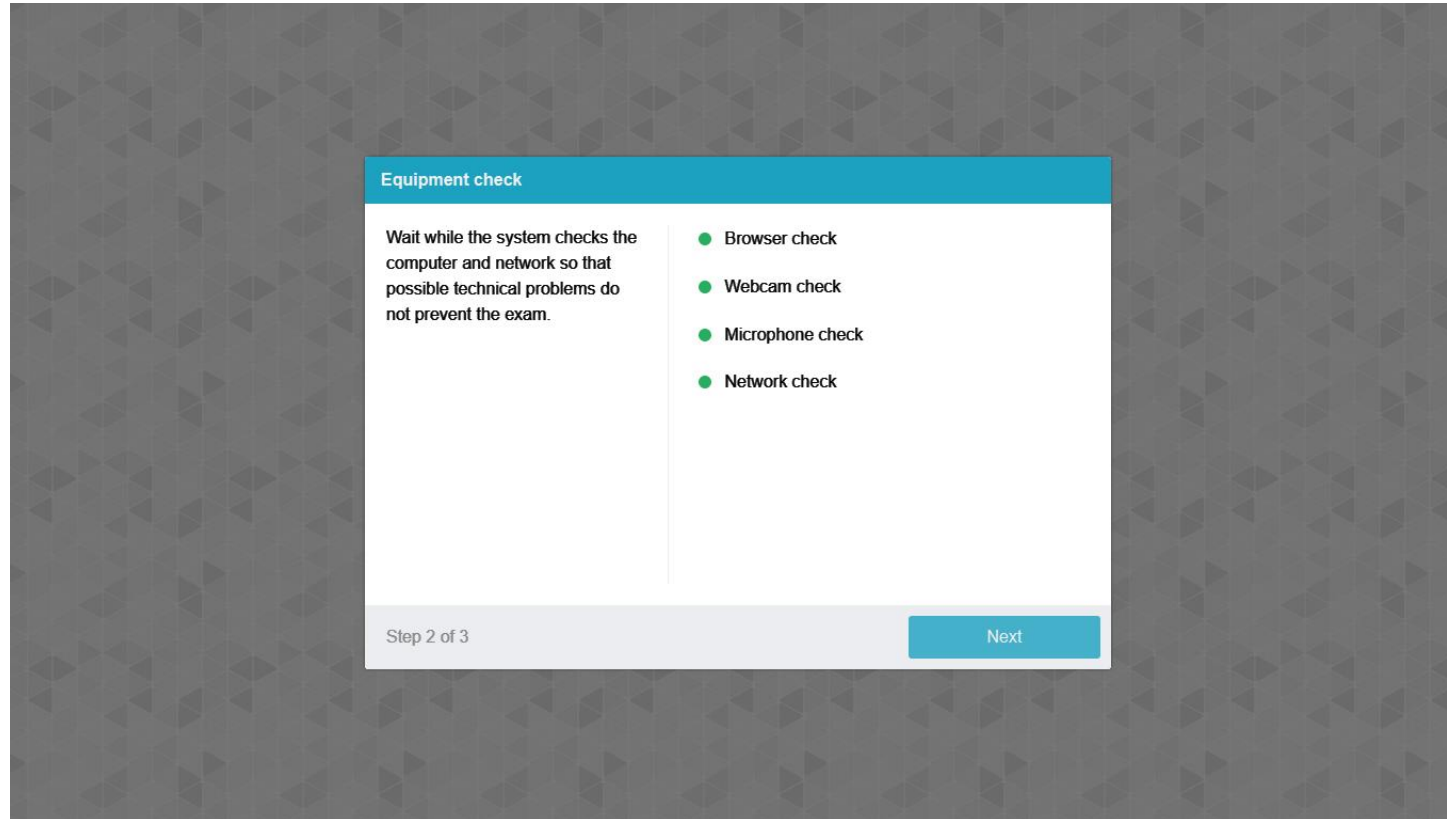 Equipment check
Wait while the system checks the
computer and network so that
possible technical problems do
not prevent the exam.
Browser check
Webcam check
Microphone check
Network check
Step 2 of 3
Next